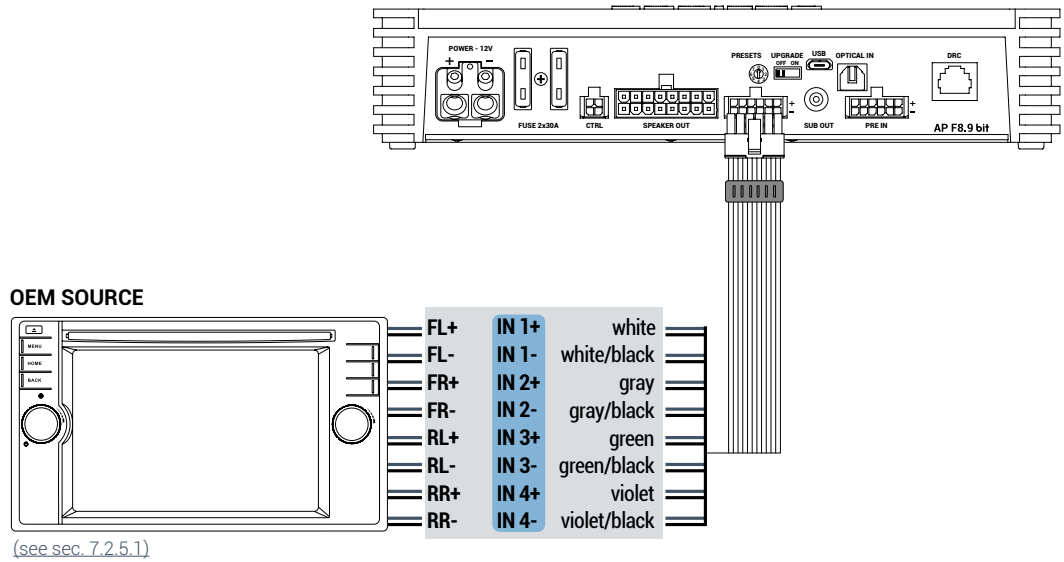 POWER - 12V
+ -
FUSE 2x30A
CTRL
SPEAKER OUT
PRESETS
UPGRADE
OFF ON
USB
OPTICAL IN
DRC
+
-
SUB OUT
PRE IN
+
-
AP F8.9 bit
OEM SOURCE
MENU
HOME
BACK
FL+ IN 1+ white
FL- IN 1- white/black
FR+ IN 2+ gray
FR- IN 2- gray/black
RL+ IN 3+ green
RL- IN 3- green/black
RR+ IN 4+ violet
RR- IN 4- violet/black
(see sec. 7.2.5.1)